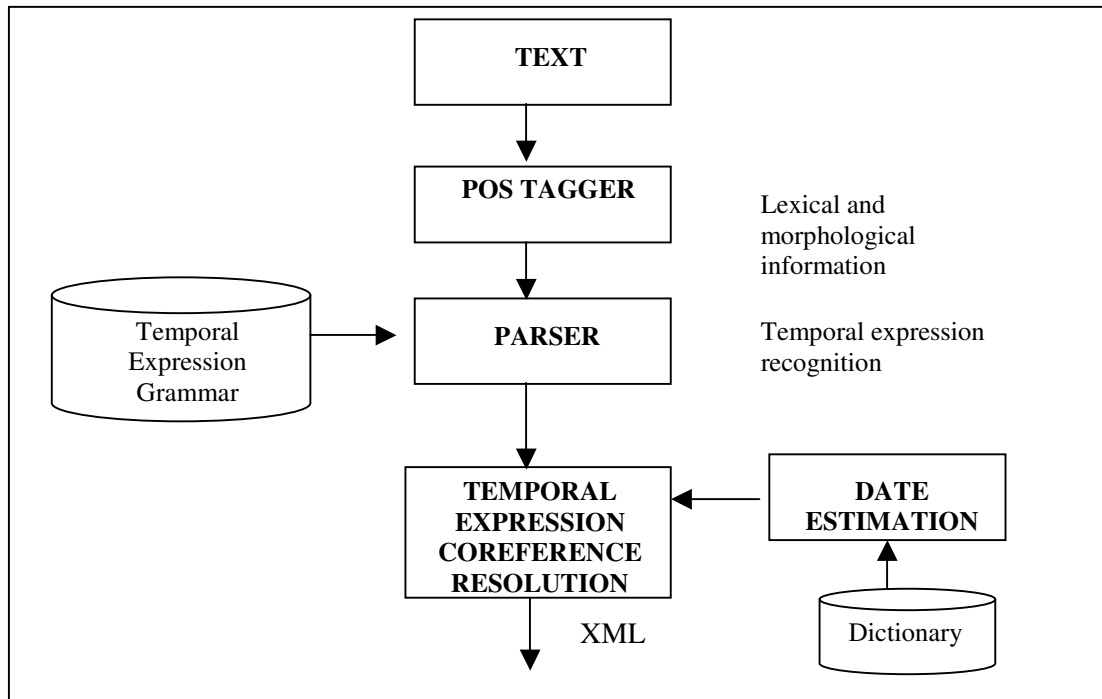 TEXT
POS TAGGER
Lexical and
morphological
information
Temporal
Expression
Grammar
PARSER
Temporal expression
recognition
TEMPORAL
EXPRESSION
COREFERENCE
RESOLUTION
DATE
ESTIMATION
XML
Dictionary